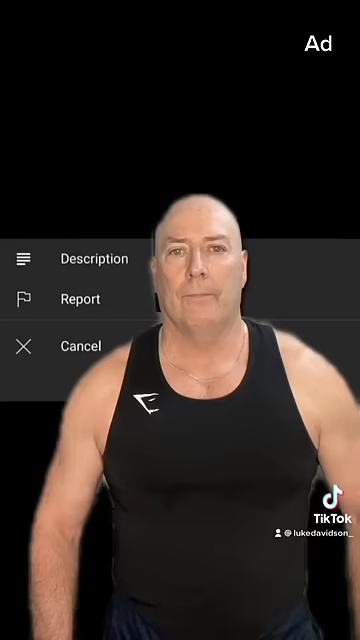 Ad
Description
Report
Cancel
TikTok
@lukedavidson_